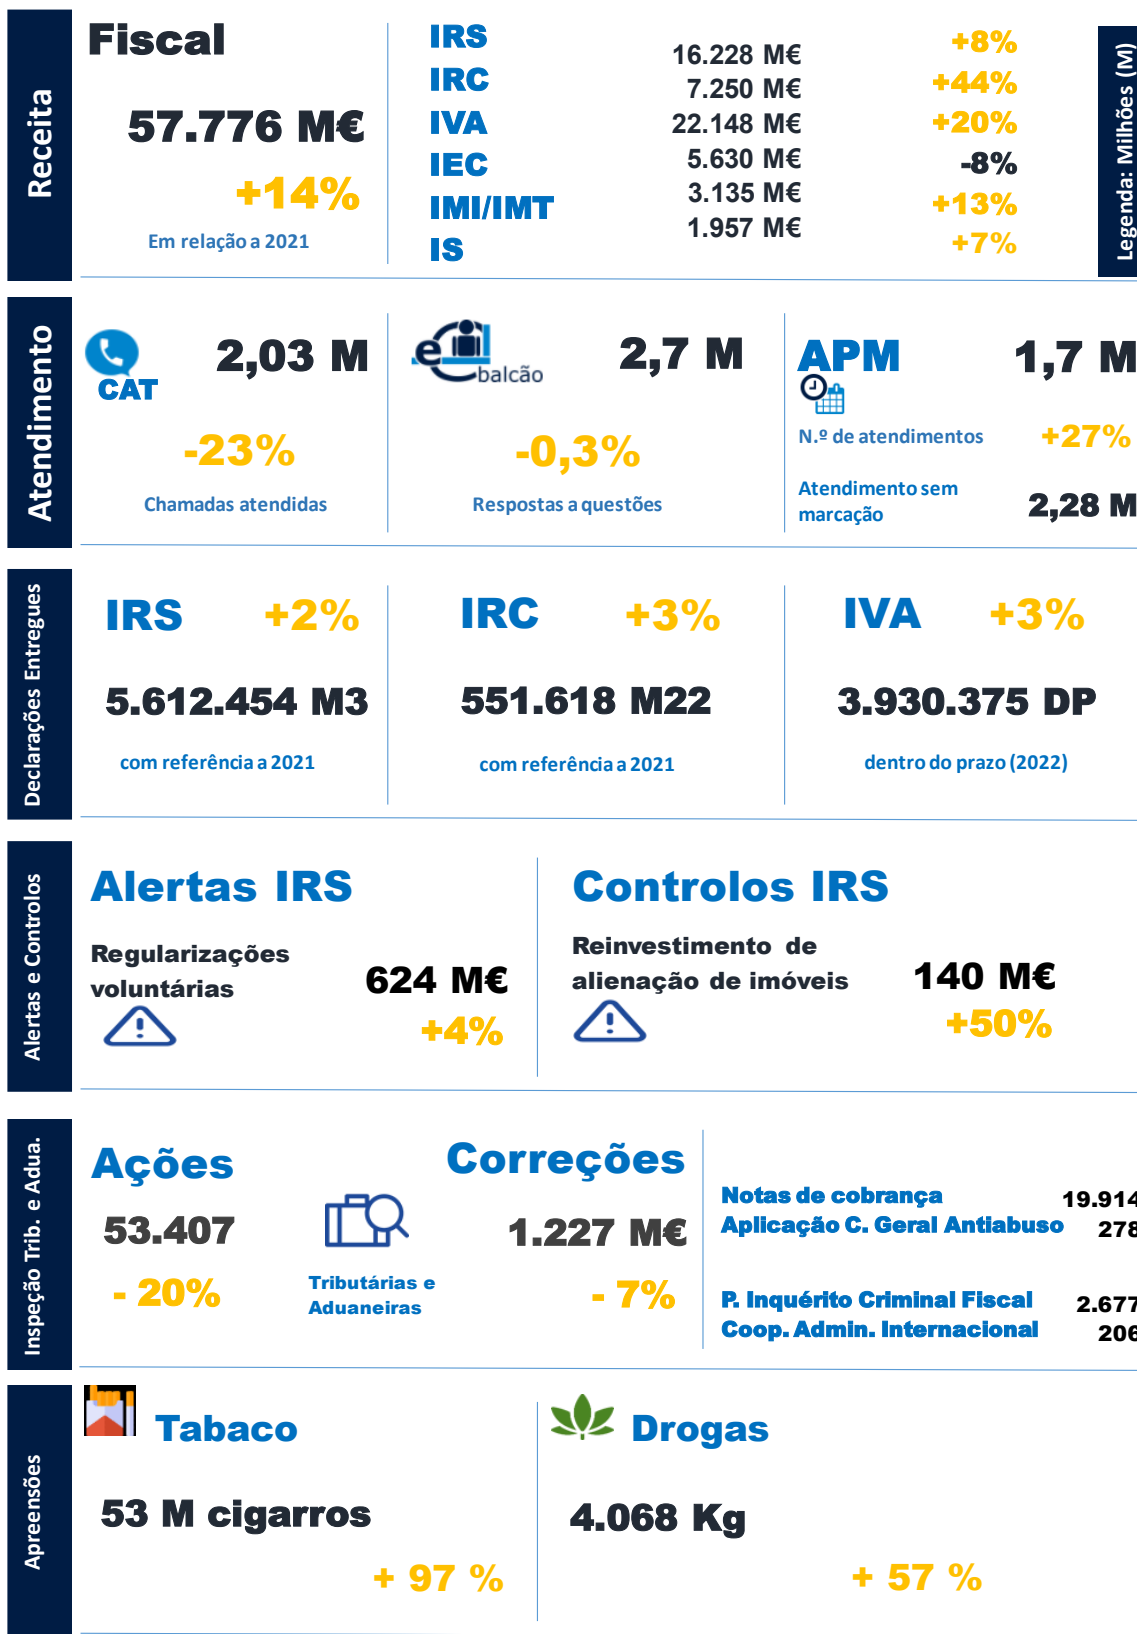 Receita
Fiscal
57.776 M€
+14%
Em relação a 2021
IRS 16.228 M€ +8%
IRC 7.250 M€ +44%
IVA 22.148 M€ +20%
IEC 5.630 M€ -8%
IMI/IMT 3.135 M€ +13%
IS 1.957 M€ +7%
Legenda: Milhões (M)
Atendimento
CAT
2,03 M
-23%
Chamadas atendidas
e balcão
2,7 M
-0,3%
Respostas a questões
APM 1,7 M
N.º de atendimentos +27%
Atendimento sem
marcação
2,28 M
Declarações Entregues
IRS +2%
5.612.454 M3
com referência a 2021
IRC +3%
551.618 M22
com referência a 2021
IVA +3%
3.930.375 DP
dentro do prazo (2022)
Alertas e Controlos
Alertas IRS
Regularizações
voluntárias
624 M€
+4%
Controlos IRS
Reinvestimento de
alienação de imóveis
140 M€
+50%
Inspeção Trib. e Adua.
Ações
53.407
- 20%
Tributárias e
Aduaneiras
Correções
1.227 M€
- 7%
Notas de cobrança 19.914
Aplicação C. Geral Antiabuso 278
P. Inquérito Criminal Fiscal 2.677
Coop. Admin. Internacional 206
Apreensões
Tabaco
53 M cigarros
+ 97 %
Drogas
4.068 Kg
+ 57 %